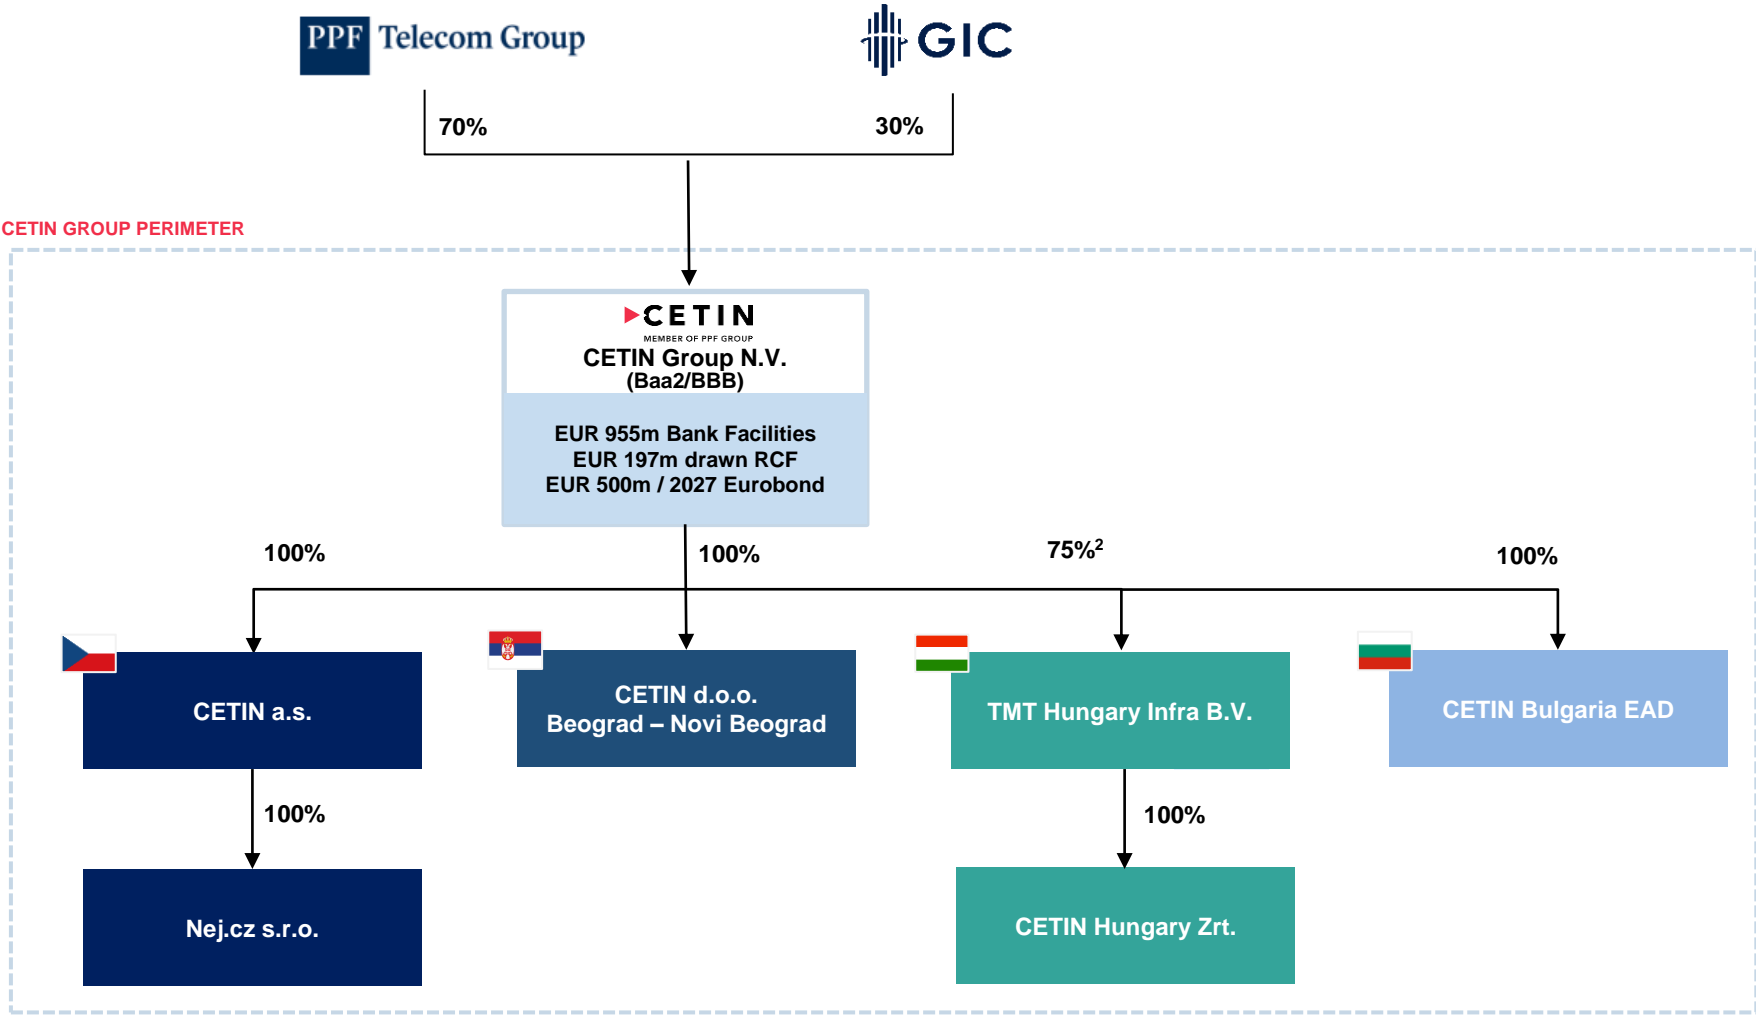 PPF Telecom Group
GIC
70%
30%
CETIN GROUP PERIMETER
CETIN
MEMBER OF PPF GROUP
CETIN Group N.V.
(Baa2/BBB)
EUR 955m Bank Facilities
EUR 197m drawn RCF
EUR 500m / 2027 Eurobond
100%
100%
75%²
100%
CETIN a.s.
CETIN d.o.o.
Beograd – Novi Beograd
TMT Hungary Infra B.V.
CETIN Bulgaria EAD
100%
100%
Nej.cz s.r.o.
CETIN Hungary Zrt.